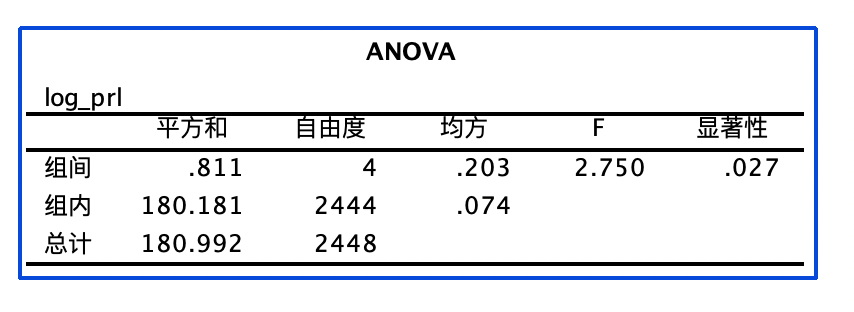 ANOVA
log_prl
平方和 自由度 均方 F 显著性
组间 .811 4 .203 2.750 .027
组内 180.181 2444 .074
总计 180.992 2448